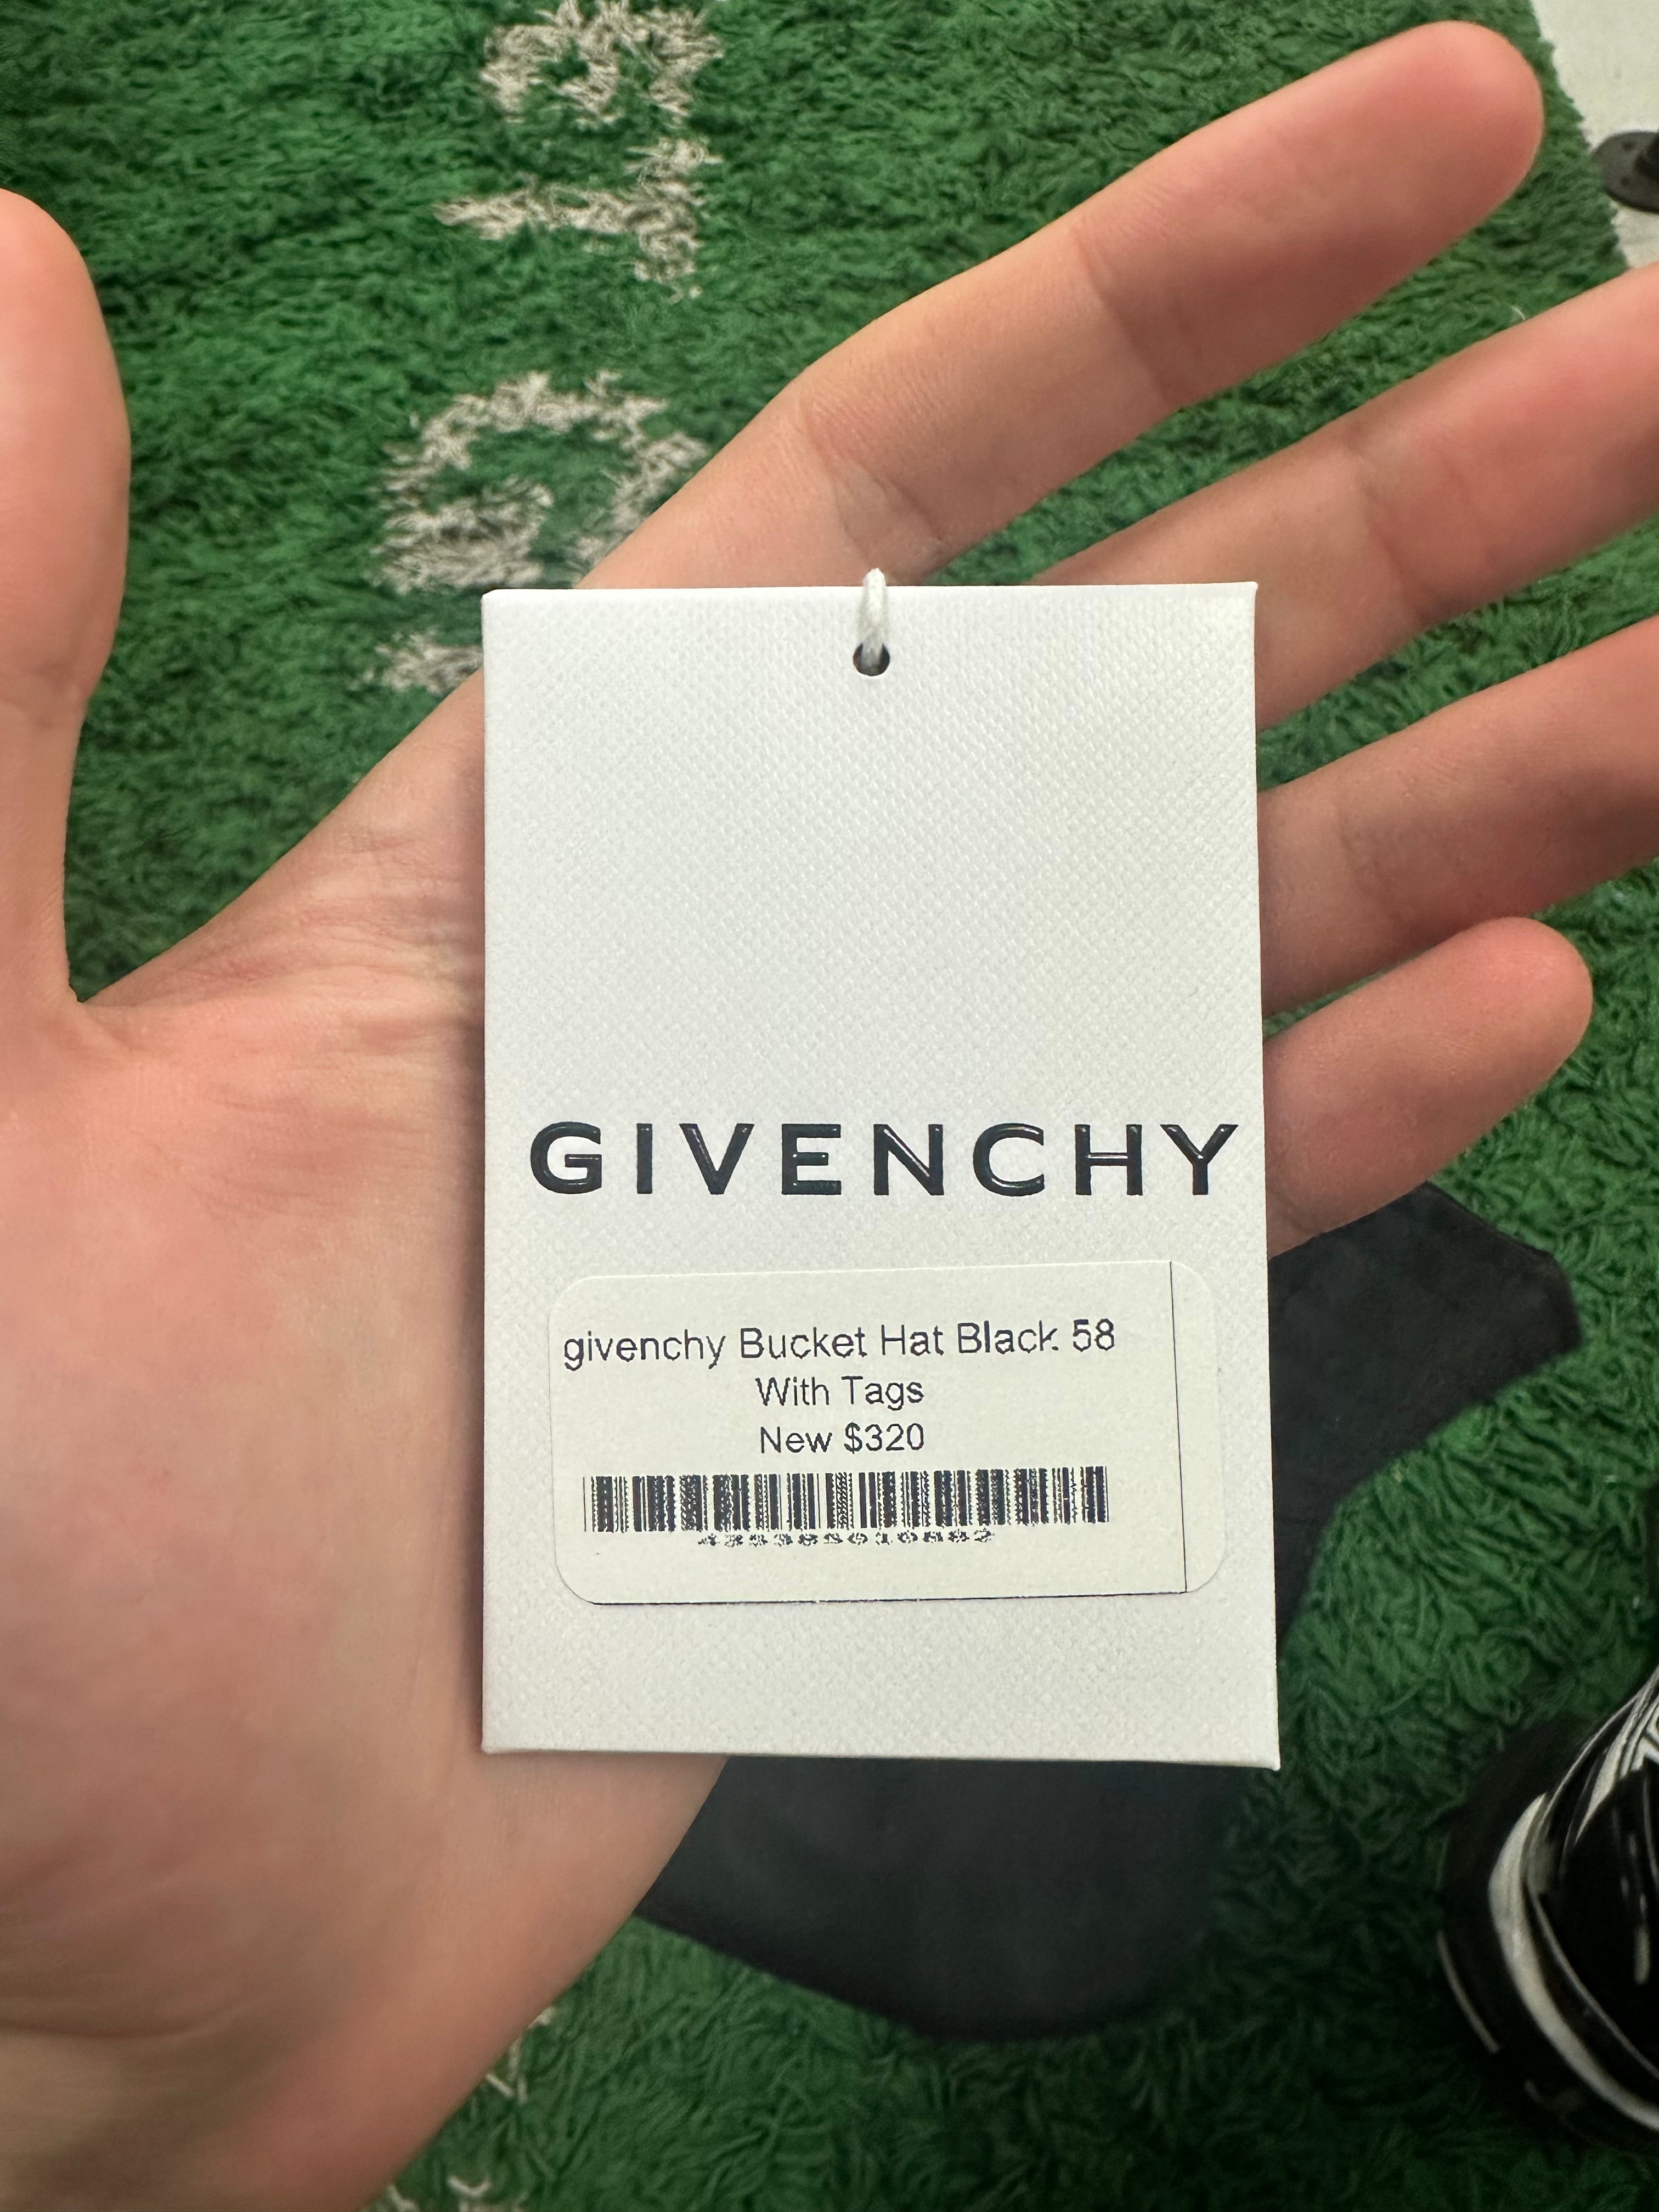 GIVENCHY
givenchy Bucket Hat Black 58
With Tags
New $320